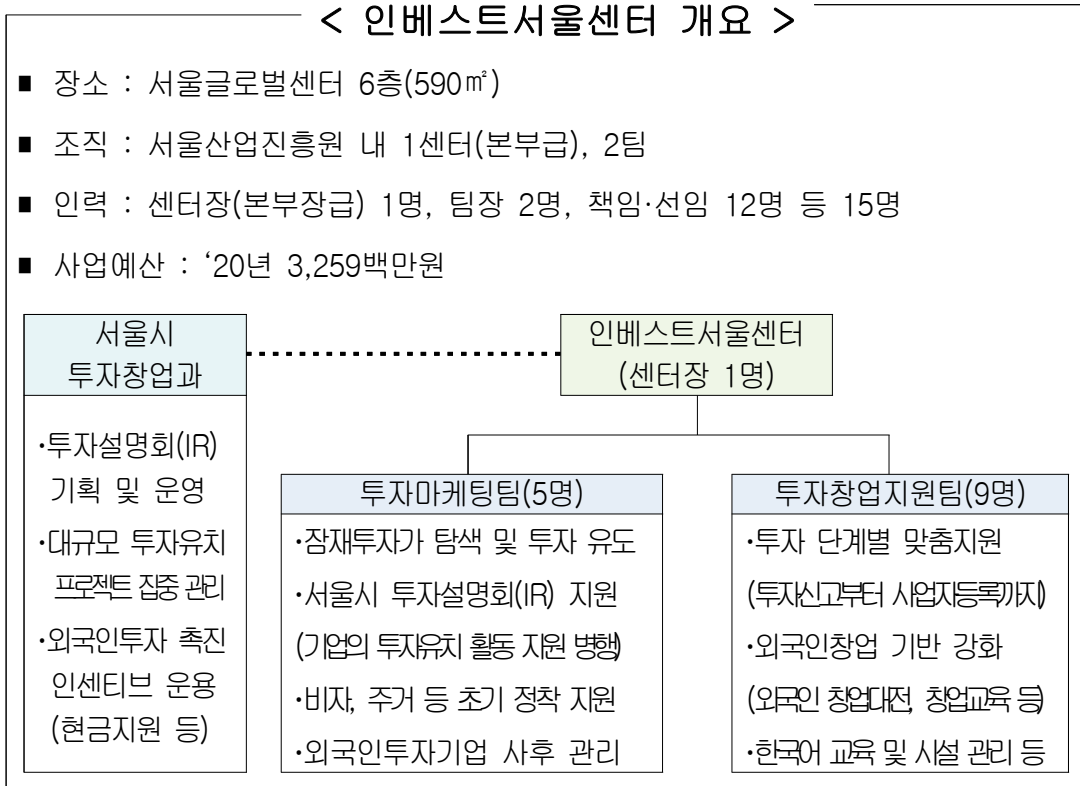 < 인베스트서울센터 개요 >
■ 장소 : 서울글로벌센터 6층(590㎡)
■ 조직 : 서울산업진흥원 내 1센터(본부급), 2팀
■ 인력 : 센터장(본부장급) 1명, 팀장 2명, 책임·선임 12명 등 15명
■ 사업예산 : ‘20년 3,259백만원
서울시
투자창업과
·투자설명회(IR)
기획 및 운영
·대규모 투자유치
프로젝트 집중 관리
·외국인투자 촉진
인센티브 운용
(현금지원 등)
인베스트서울센터
(센터장 1명)
투자마케팅팀(5명)
·잠재투자가 탐색 및 투자 유도
·서울시 투자설명회(IR) 지원
(기업의 투자유치 활동 지원 병행)
·비자, 주거 등 초기 정착 지원
·외국인투자기업 사후 관리
투자창업지원팀(9명)
·투자 단계별 맞춤지원
(투자신고부터 사업자등록까지)
·외국인창업 기반 강화
(외국인 창업대전, 창업교육 등)
·한국어 교육 및 시설 관리 등